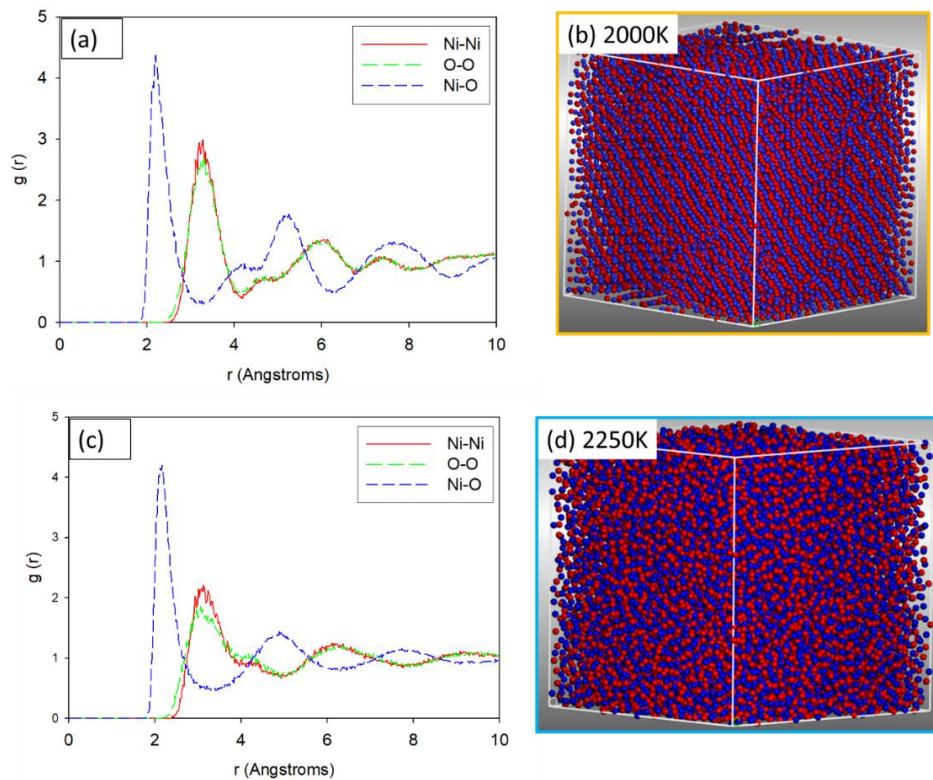 (a)
Ni-Ni
O-O
Ni-O
g (r)
5
4
3
2
1
0
0 2 4 6 8 10
r (Angstroms)
(b) 2000K
(c)
Ni-Ni
O-O
Ni-O
g (r)
5
4
3
2
1
0
0 2 4 6 8 10
r (Angstroms)
(d) 2250K